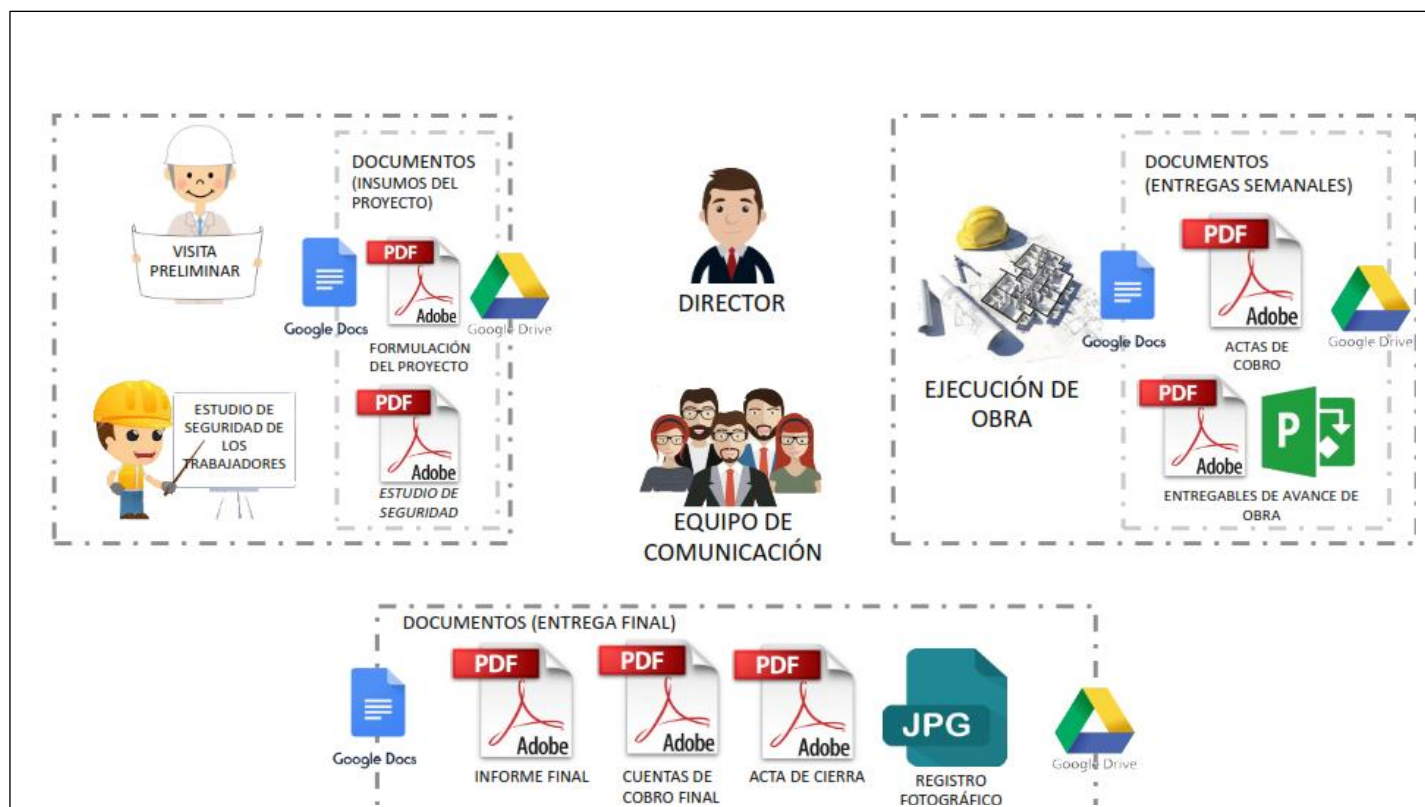 VISITA
PRELIMINAR
DOCUMENTOS
(INSUMOS DEL
PROYECTO)
Google Docs
PDF
Adobe
Google Drive
FORMULACIÓN
DEL PROYECTO
ESTUDIO DE
SEGURIDAD DE
LOS
TRABAJADORES
PDF
Adobe
ESTUDIO DE
SEGURIDAD
DIRECTOR
EQUIPO DE
COMUNICACIÓN
EJECUCIÓN DE
OBRA
DOCUMENTOS
(ENTREGAS SEMANALES)
Google Docs
PDF
Adobe
Google Drive
ACTAS DE
COBRO
PDF
Adobe
P
ENTREGABLES DE AVANCE DE
OBRA
DOCUMENTOS (ENTREGA FINAL)
Google Docs
PDF
Adobe
INFORME FINAL
PDF
Adobe
CUENTAS DE
COBRO FINAL
PDF
Adobe
ACTA DE CIERRA
JPG
REGISTRO
FOTOGRÁFICO
Google Drive